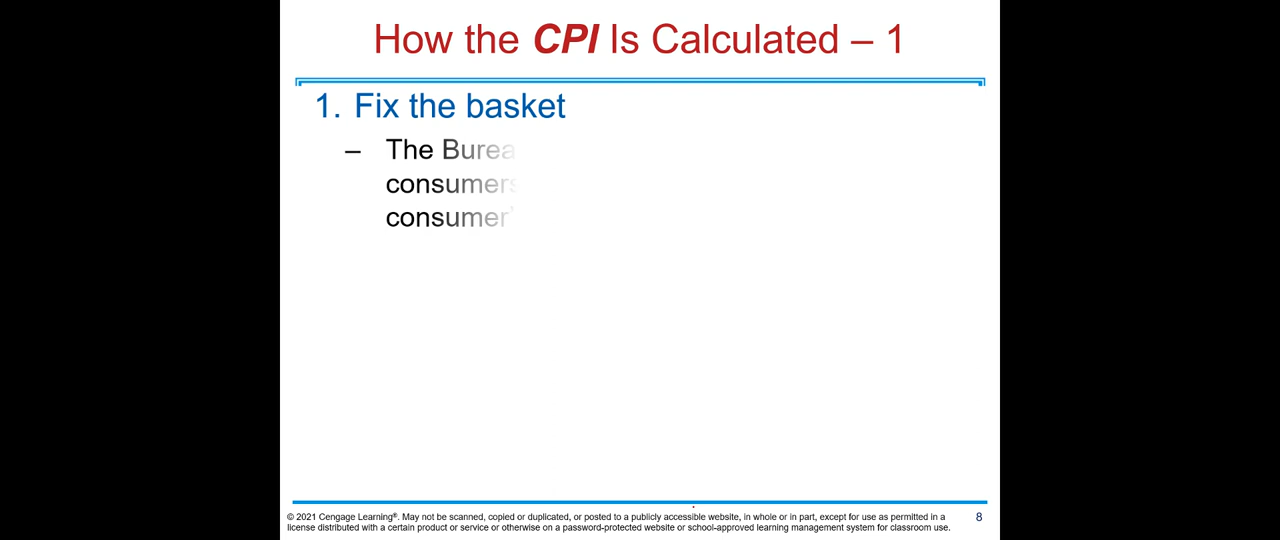 How the CPI Is Calculated – 1
1. Fix the basket
– The
consumers
consumer'
© 2021 Cengage Learning®. May not be scanned, copied or duplicated, or posted to a publicly accessible website, in whole or in part, except for use as permitted in a
license distributed with a certain product or service or otherwise on a password-protected website or school-approved learning management system for classroom use.
8